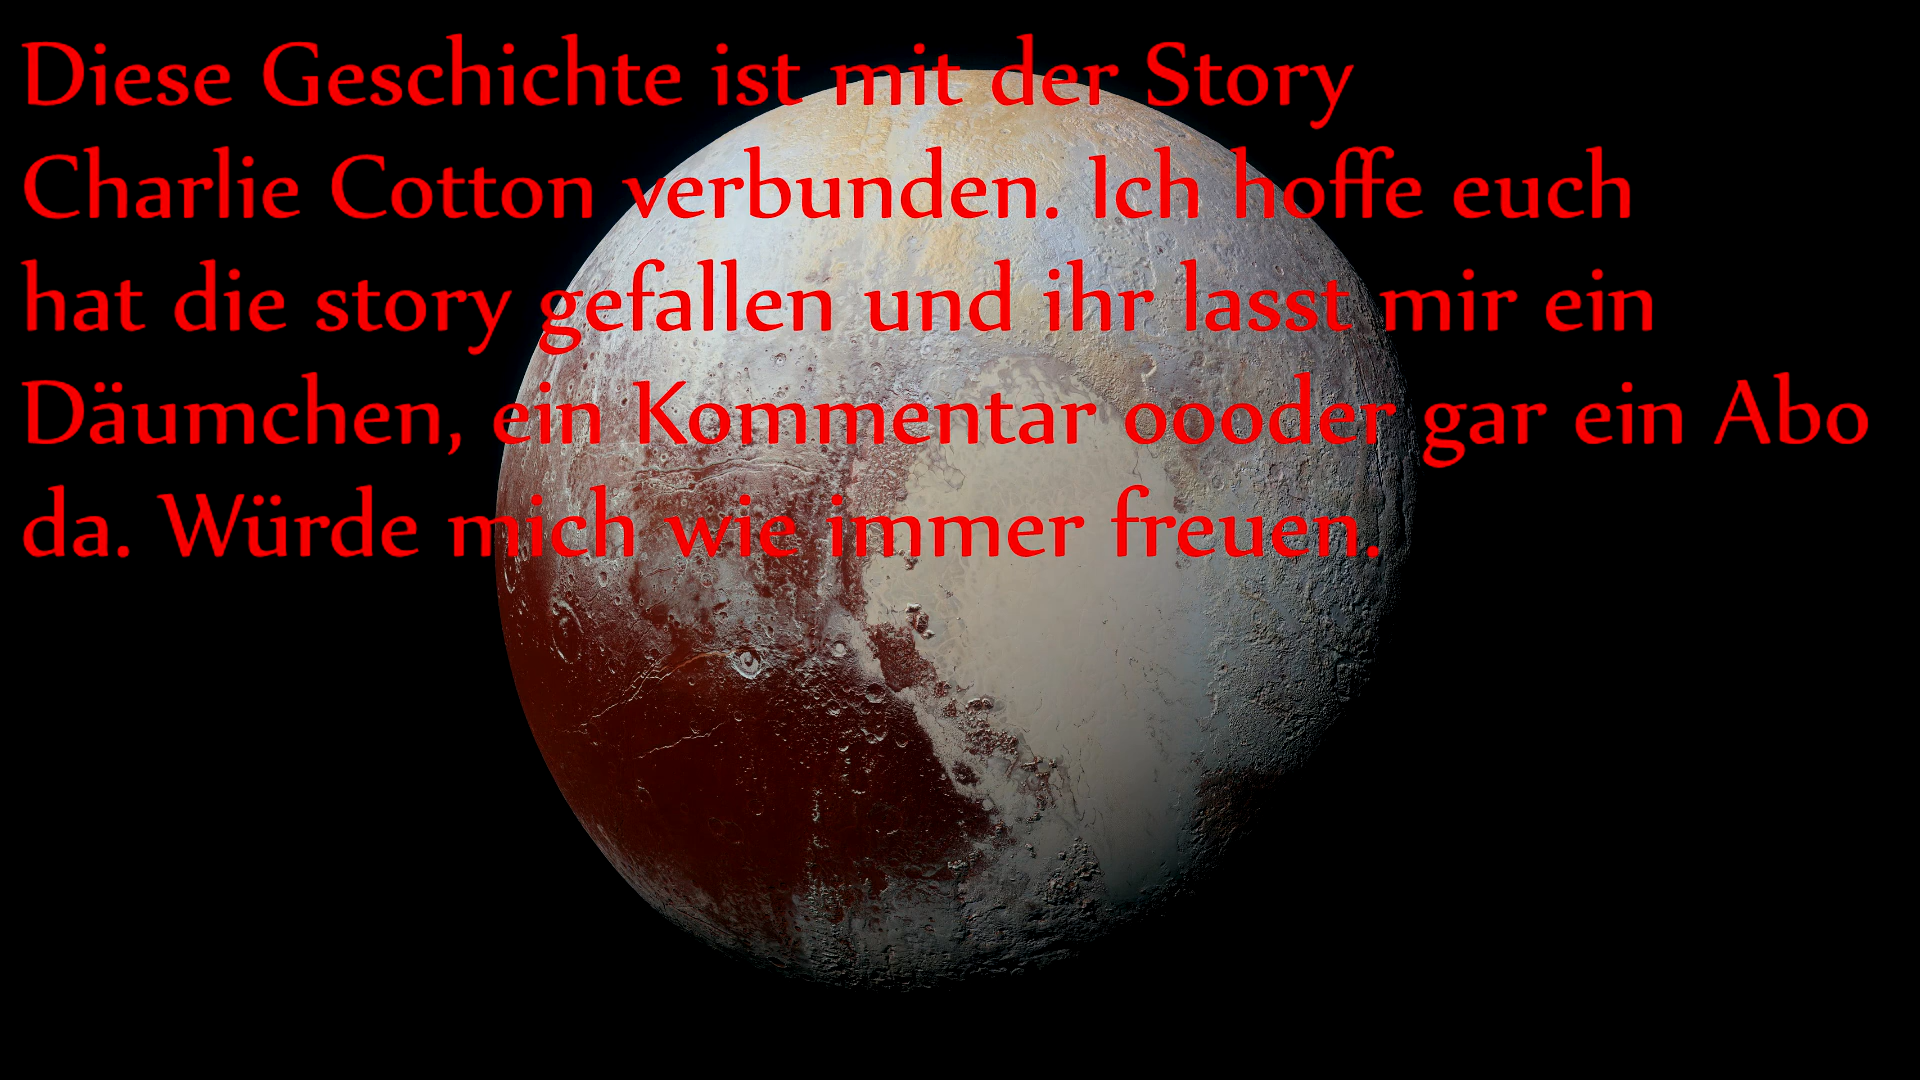 Diese Geschichte ist mit der Story
Charlie Cotton verbunden. Ich hoffe euch
hat die story gefallen und ihr lasst mir ein
Däumchen, ein Kommentar oooder gar ein Abo
da. Würde mich wie immer freuen.